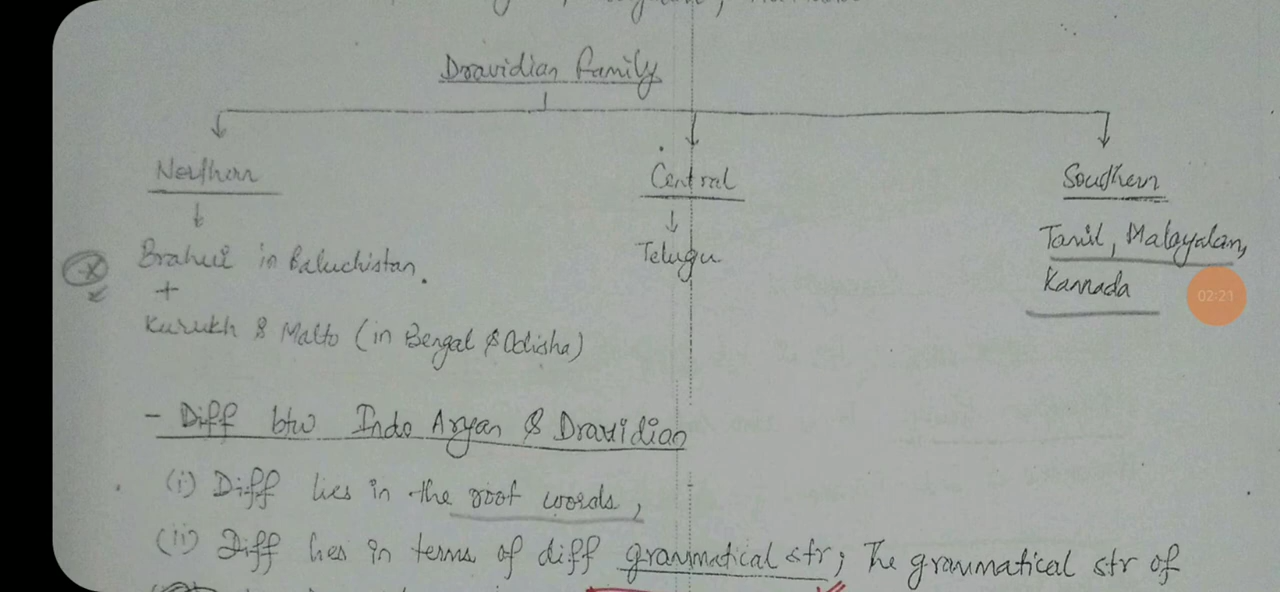 Dravidian Family
Northern
Central
Southern
Brahui in Baluchistan.
+
Kurukh & Malto (in Bengal & Odisha)
Telugu
Tamil, Malayalam,
Kannada
02:21
- Diff btw Indo Aryan & Dravidian
(i) Diff lies in the root words,
(ii) Diff lies in terms of diff grammatical str; The grammatical str of